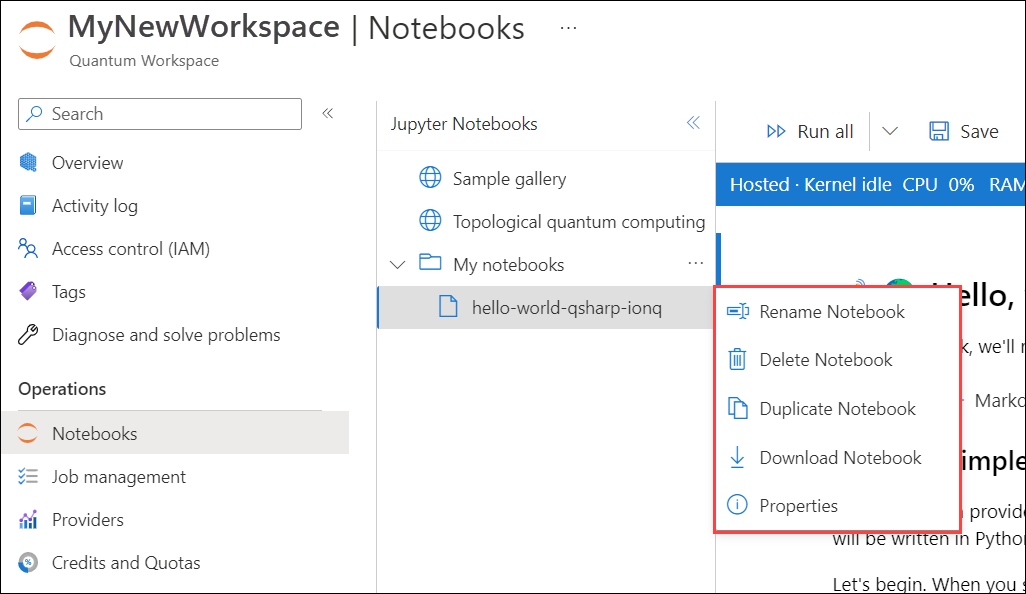 MyNewWorkspace | Notebooks ...
Quantum Workspace
Search «
Overview
Activity log
Access control (IAM)
Tags
Diagnose and solve problems
Operations
Notebooks
Job management
Providers
Credits and Quotas
Jupyter Notebooks «
Sample gallery
Topological quantum computing
My notebooks ...
hello-world-qsharp-ionq
Run all
Save
Hosted · Kernel idle CPU 0% RAM
Rename Notebook
Delete Notebook
Duplicate Notebook
Download Notebook
Properties
ello,
k, we'll
Marko
imple
provide
will be written in Pytho
Let's begin. When you s